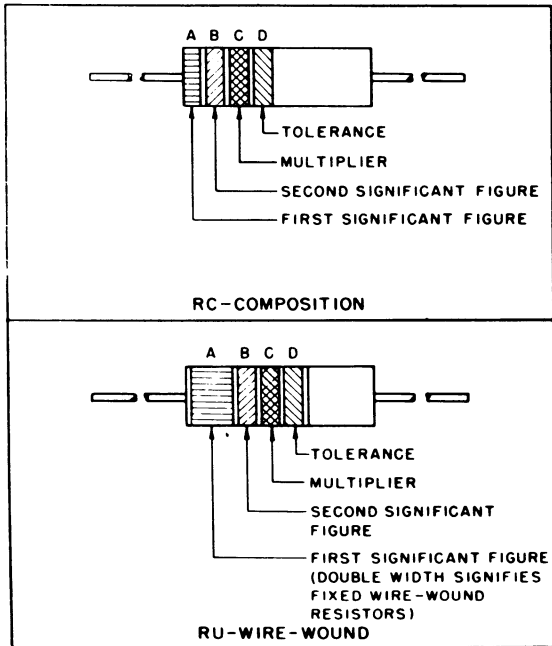 A B C D
TOLERANCE
MULTIPLIER
SECOND SIGNIFICANT FIGURE
FIRST SIGNIFICANT FIGURE
RC-COMPOSITION
A B C D
TOLERANCE
MULTIPLIER
SECOND SIGNIFICANT
FIGURE
FIRST SIGNIFICANT FIGURE
(DOUBLE WIDTH SIGNIFIES
FIXED WIRE-WOUND
RESISTORS)
RU-WIRE-WOUND